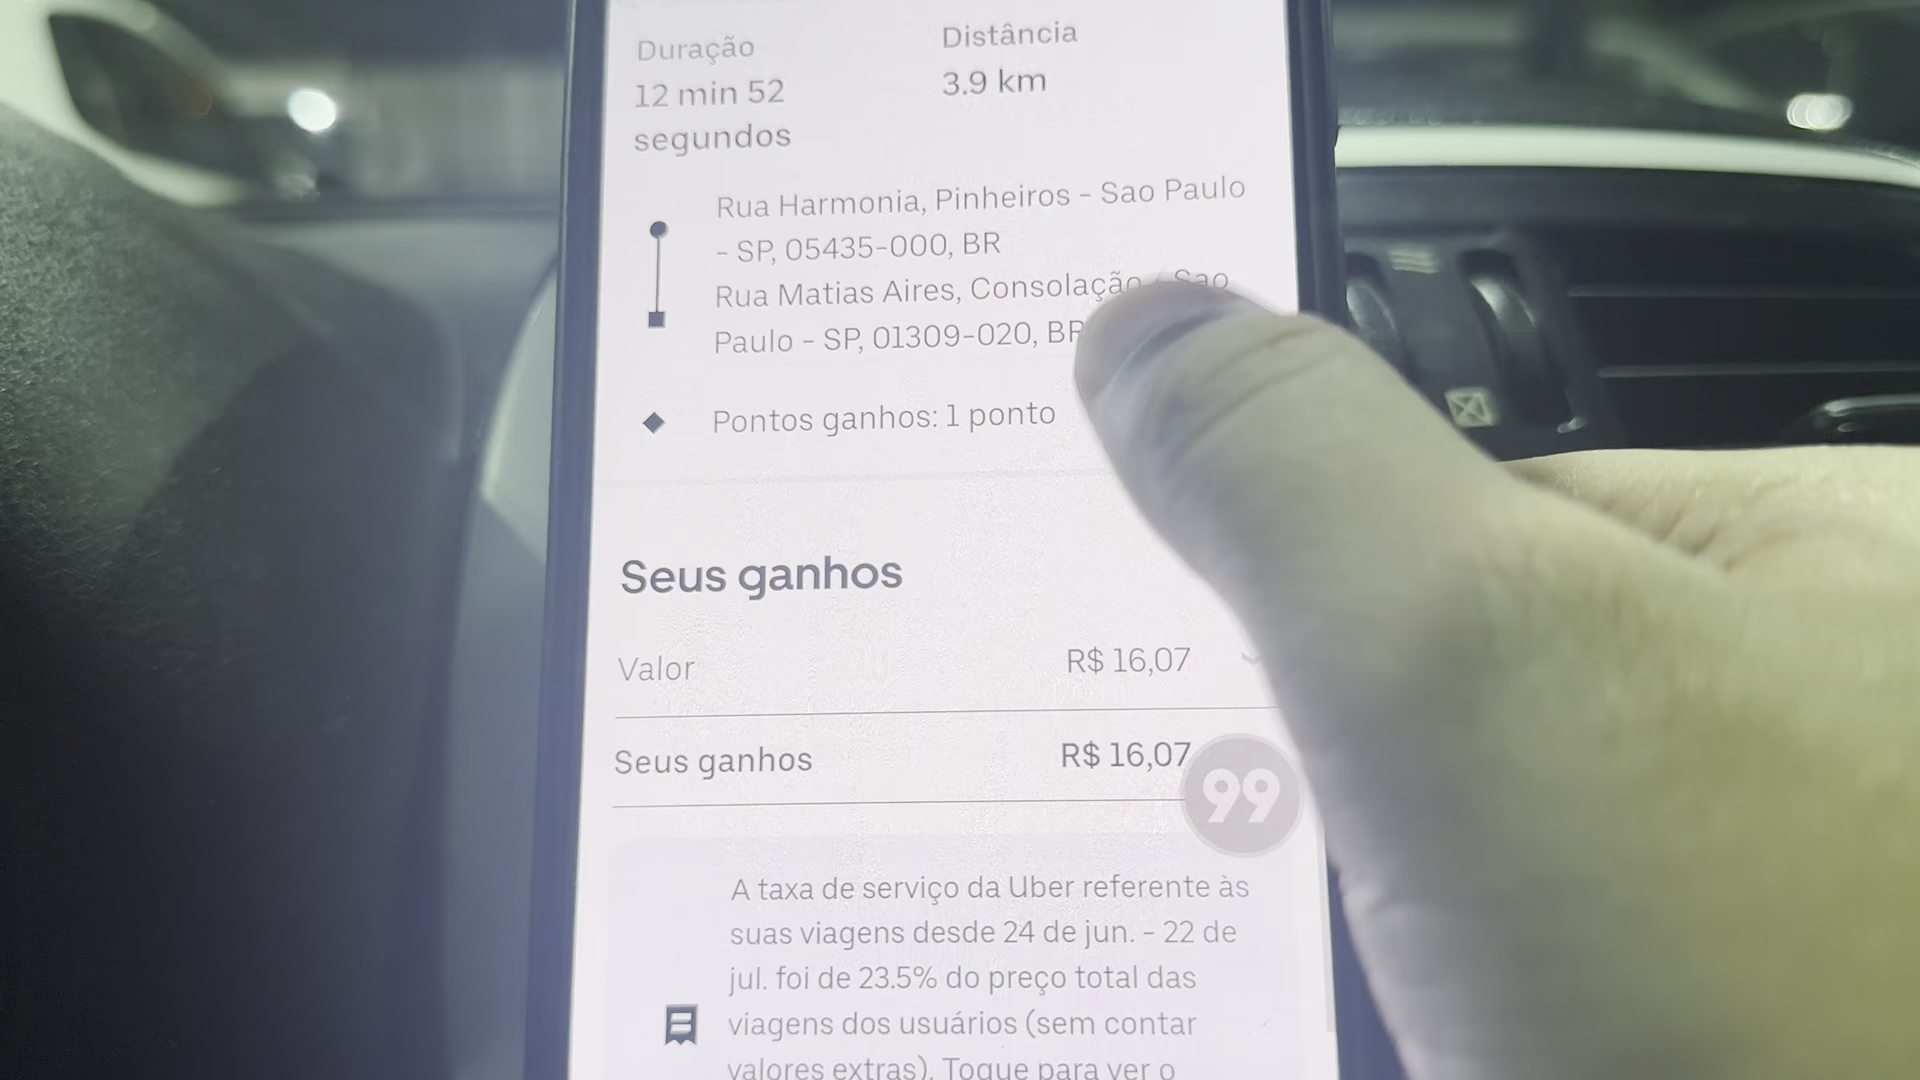 Duração
12 min 52
segundos
Distância
3.9 km
Rua Harmonia, Pinheiros - Sao Paulo
- SP, 05435-000, BR
Rua Matias Aires, Consolação - Sao
Paulo - SP, 01309-020, BR
Pontos ganhos: 1 ponto
Seus ganhos
Valor R$ 16,07
Seus ganhos R$ 16,07
99
A taxa de serviço da Uber referente às
suas viagens desde 24 de jun. - 22 de
jul. foi de 23.5% do preço total das
viagens dos usuários (sem contar
valores extras). Toque para ver o